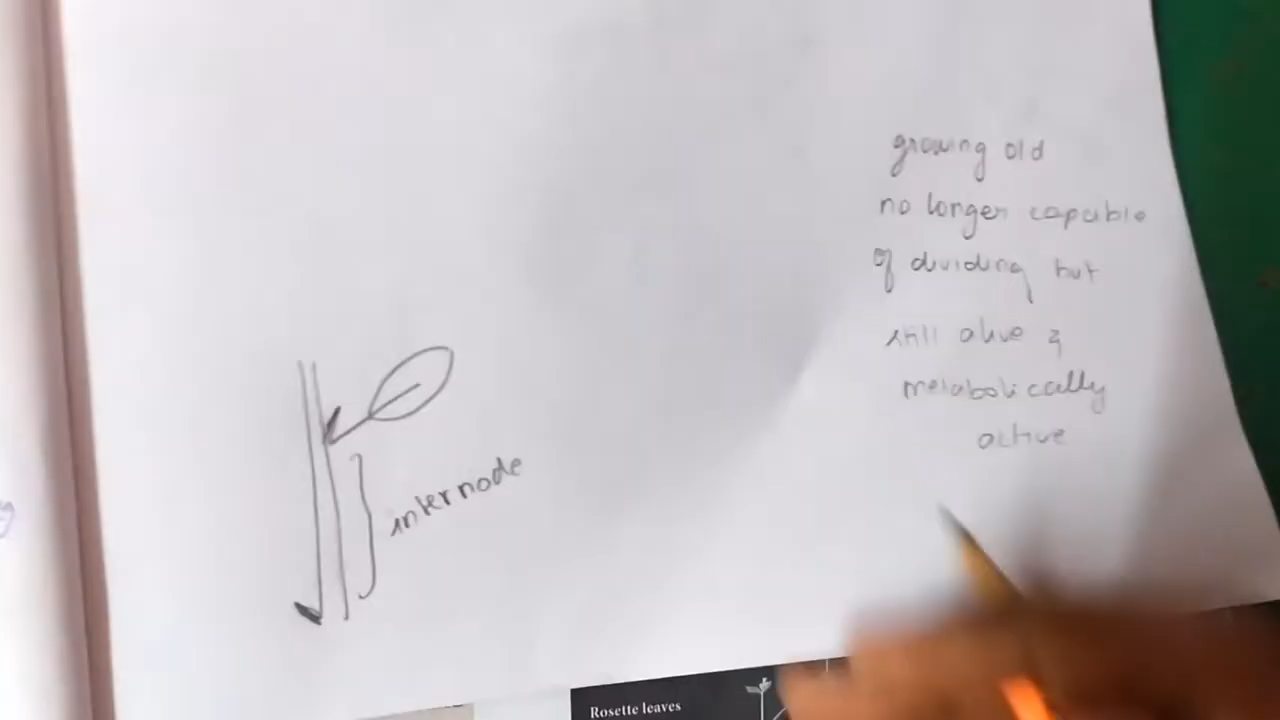 growing old
no longer capable
of dividing but
still alive &
metabolically
active
internode
Rosette leaves